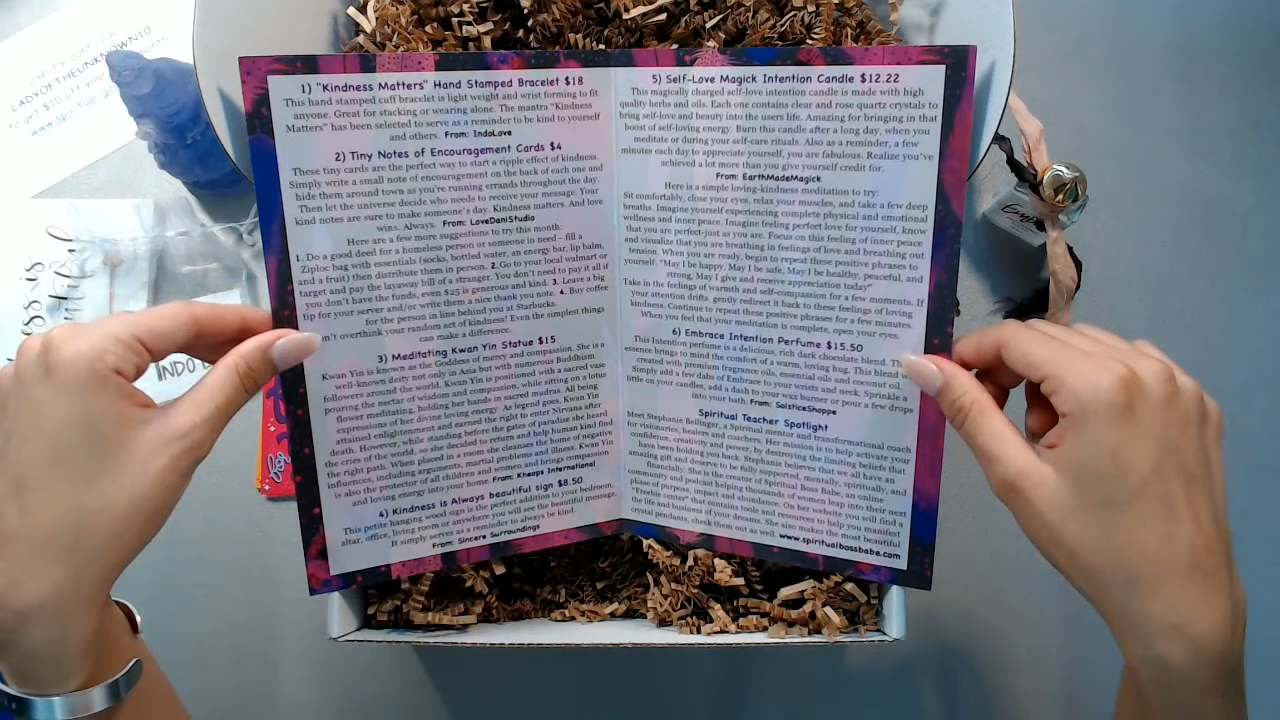 LADYOFTHEUNKNOWN10
1) "Kindness Matters" Hand Stamped Bracelet $18
This hand stamped cuff bracelet is light weight and wrist forming to fit
anyone. Great for stacking or wearing alone. The mantra "Kindness
Matters" has been selected to serve as a reminder to be kind to yourself
and others. From: IndoLove
2) Tiny Notes of Encouragement Cards $4
These tiny cards are the perfect way to start a ripple effect of kindness.
Simply write a small note of encouragement on the back of each one and
hide them around town as you're running errands throughout the day.
Then let the universe decide who needs to receive your message. Your
kind notes are sure to make someone's day. Kindness matters. And love
wins. Always. From: LoveDaniStudio
Here are a few more suggestions to try this month:
1. Do a good deed for a homeless person or someone in need – fill a
Ziploc bag with essentials (socks, bottled water, an energy bar, lip balm,
and a fruit) then distribute them in person. 2.Go to your local walmart or
target and pay the layaway bill of a stranger. You don't need to pay it all if
you don't have the funds, even $25 is generous and kind. 3. Leave a big
tip for your server and/or write them a nice thank you note. 4. Buy coffee
for the person in line behind you at Starbucks.
n't overthink your random act of kindness! Even the simplest things
can make a difference.
3) Meditating Kwan Yin Statue $15
Kwan Yin is known as the Goddess of mercy and compassion. She is a
well-known deity not only in Asia but with numerous Buddhism
followers around the world. Kwan Yin is positioned with a sacred vase
pouring the nectar of wisdom and compassion, while sitting on a lotus
flower meditating, holding her hands in sacred mudras. All being
expressions of her divine loving energy. As legend goes, Kwan Yin
attained enlightenment and earned the right to enter Nirvana after
death. However, while standing before the gates of paradise she heard
the cries of the world, so she decided to return and help human kind find
the right path. When placed in a room she cleanses the home of negative
influences, including arguments, martial problems and illness. Kwan Yin
is also the protector of all children and women and brings compassion
and loving energy into your home. From: Kheops International
4) Kindness is Always beautiful sign $8.50
This petite hanging wood sign is the perfect addition to your bedroom,
altar, office, living room or anywhere you will see the beautiful message.
It simply serves as a reminder to always be kind.
From: Sincere Surroundings
5) Self-Love Magick Intention Candle $12.22
This magically charged self-love intention candle is made with high
quality herbs and oils. Each one contains clear and rose quartz crystals to
bring self-love and beauty into the users life. Amazing for bringing in that
boost of self-loving energy. Burn this candle after a long day, when you
meditate or during your self-care rituals. Also as a reminder, a few
minutes each day to appreciate yourself, you are fabulous. Realize you've
achieved a lot more than you give yourself credit for.
From: EarthMadeMagick
Here is a simple loving-kindness meditation to try:
Sit comfortably, close your eyes, relax your muscles, and take a few deep
breaths. Imagine yourself experiencing complete physical and emotional
wellness and inner peace. Imagine feeling perfect love for yourself, know
that you are perfect-just as you are. Focus on this feeling of inner peace
and visualize that you are breathing in feelings of love and breathing out
tension. When you are ready, begin to repeat these positive phrases to
yourself. "May I be happy, May I be safe, May I be healthy, peaceful, and
strong, May I give and receive appreciation today"
Take in the feelings of warmth and self-compassion for a few moments. If
your attention drifts, gently redirect it back to these feelings of loving
kindness. Continue to repeat these positive phrases for a few minutes.
When you feel that your meditation is complete, open your eyes.
6) Embrace Intention Perfume $15.50
This Intention perfume is a delicious, rich dark chocolate blend. Th
essence brings to mind the comfort of a warm, loving hug. This blend w
created with premium fragrance oils, essential oils and coconut oil.
Simply add a few dabs of Embrace to your wrists and neck, Sprinkle a
little on your candles, add a dash to your wax burner or pour a few drops
into your bath. From: SolsticeShoppe
Spiritual Teacher Spotlight
Meet Stephanie Bellinger, a Spiritual mentor and transformational coach
for visionaries, healers and coachers. Her mission is to help activate your
confidence, creativity and power, by destroying the limiting beliefs that
have been holding you back. Stephanie believes that we all have an
amazing gift and deserve to be fully supported, mentally, spiritually, and
financially. She is the creator of Spiritual Boss Babe, an online
community and podcast helping thousands of women leap into their next
phase of purpose, impact and abundance. On her website you will find a
"Freebie center" that contains tools and resources to help you manifest
the life and business of your dreams. She also makes the most beautiful
crystal pendants, check them out as well. www.spiritualbossbabe.com